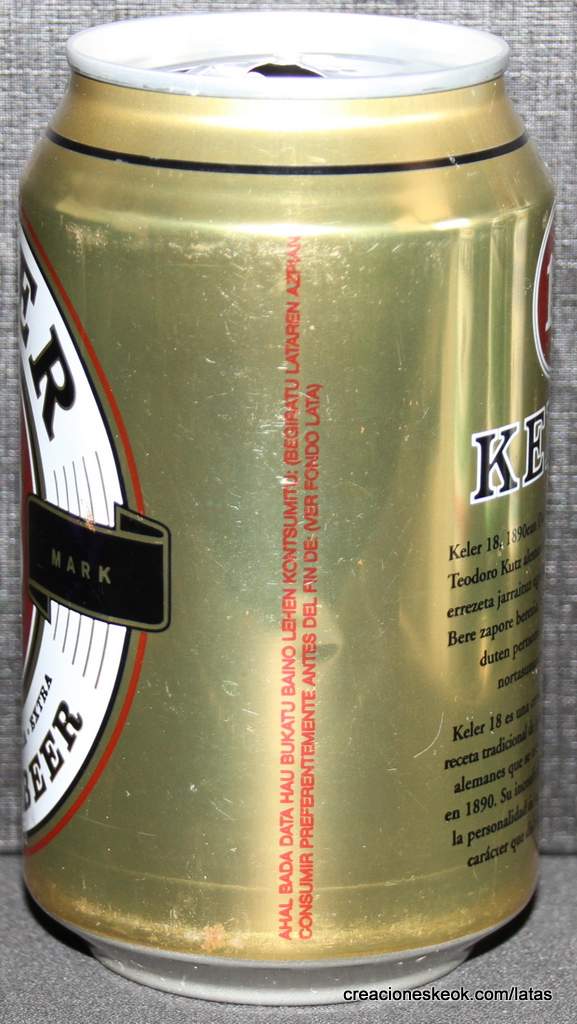 ER
MARK
EXTRA
BEER
AHAL BADA DATA HAU BUKATU BAINO LEHEN KONTSUMITU: (BEGIRATU LATAREN AZPIAN
CONSUMIR PREFERENTEMENTE ANTES DEL FIN DE: (VER FONDO LATA)
KE
Keler 18, 1890ean
Teodoro Kutz
errezeta jarraituz
Bere zapore
duten
Keler 18 es una
receta tradicional
alemanes que
en 1890. Su
la personalidad
carácter que
creacioneskeok.com/latas